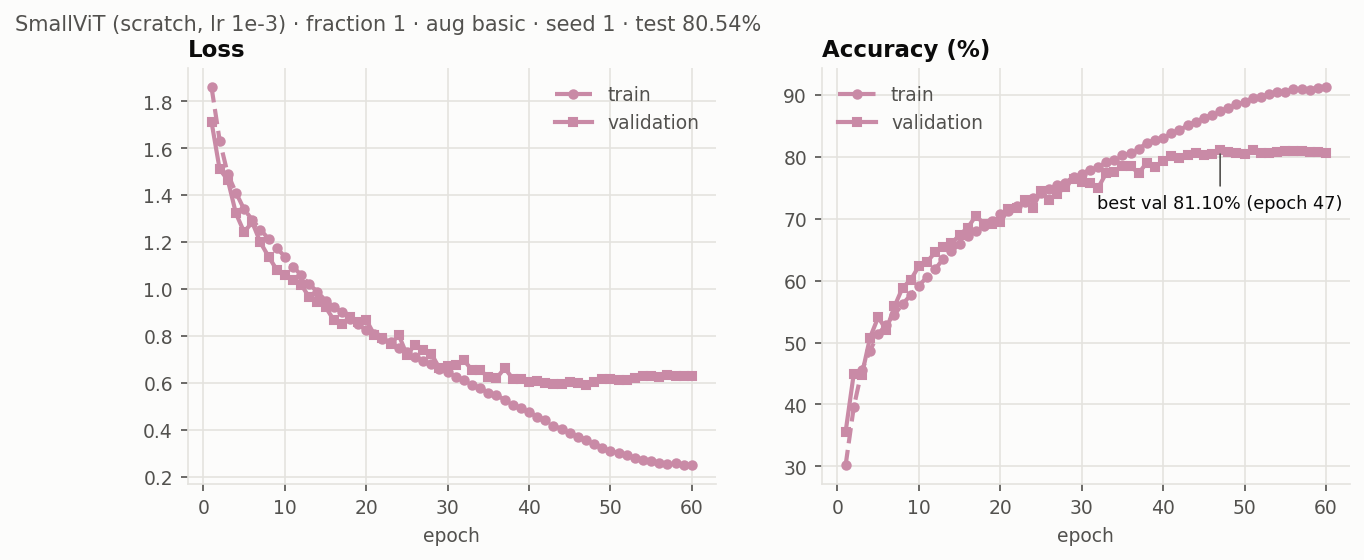 SmallViT (scratch, lr 1e-3) · fraction 1 · aug basic · seed 1 · test 80.54%
Loss
1.8
1.6
1.4
1.2
1.0
0.8
0.6
0.4
0.2
0 10 20 30 40 50 60
epoch
train
validation
Accuracy (%)
90
80
70
60
50
40
30
0 10 20 30 40 50 60
epoch
train
validation
best val 81.10% (epoch 47)